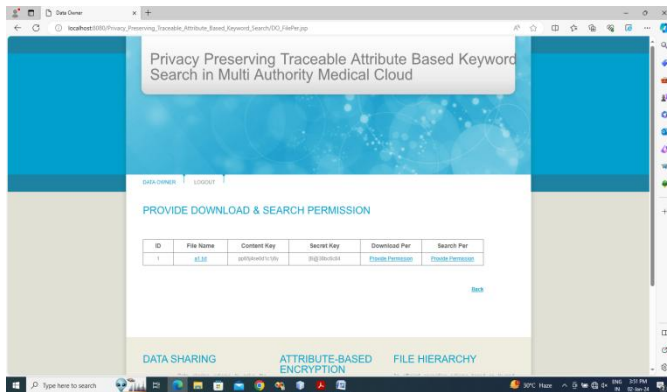 Data Owner
localhost:8080/Privacy_Preserving_Traceable_Attribute_Based_Keyword_Search/DO_FilePer.jsp
Privacy Preserving Traceable Attribute Based Keyword
Search in Multi Authority Medical Cloud
DATA OWNER LOGOUT
PROVIDE DOWNLOAD & SEARCH PERMISSION
ID File Name Content Key Secret Key Download Per Search Per
1 Provide Permission Provide Permission
Back
DATA SHARING ATTRIBUTE-BASED FILE HIERARCHY
ENCRYPTION
Type here to search
30°C Haze
ENG 3:51 PM
IN